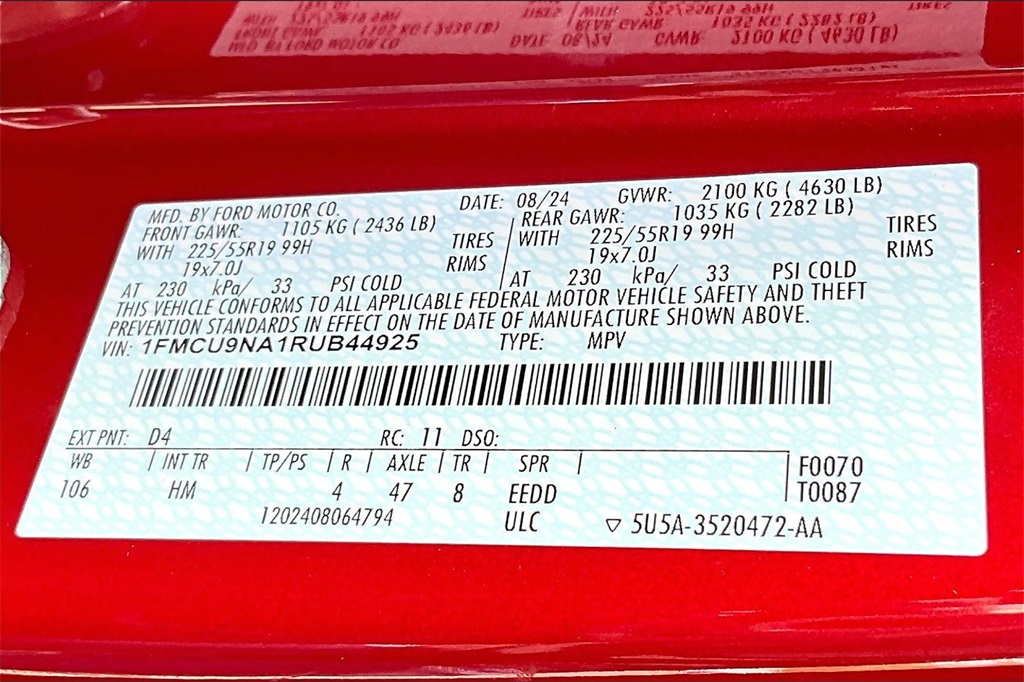 MFD. BY FORD MOTOR CO. DATE: 08/24 GVWR: 2100 KG ( 4630 LB)
FRONT GAWR: 1105 KG ( 2436 LB) REAR GAWR: 1035 KG ( 2282 LB)
WITH 225/55R19 99H TIRES WITH 225/55R19 99H TIRES
19x7.0J RIMS 19x7.0J RIMS
AT 230 kPa/ 33 PSI COLD AT 230 kPa/ 33 PSI COLD
THIS VEHICLE CONFORMS TO ALL APPLICABLE FEDERAL MOTOR VEHICLE SAFETY AND THEFT
PREVENTION STANDARDS IN EFFECT ON THE DATE OF MANUFACTURE SHOWN ABOVE.
VIN: 1FMCU9NA1RUB44925 TYPE: MPV
EXT PNT: D4 RC: 11 DSO:
WB | INT TR | TP/PS | R | AXLE | TR | SPR | F0070
106 HM 4 47 8 EEDD T0087
1202408064794 ULC ▽ 5U5A-3520472-AA